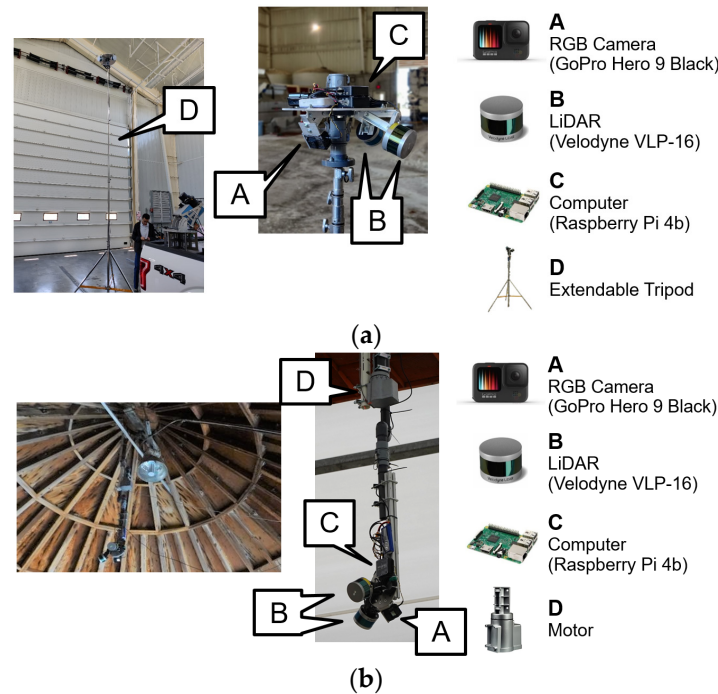 D
C
A
B
A
RGB Camera
(GoPro Hero 9 Black)
B
LiDAR
(Velodyne VLP-16)
C
Computer
(Raspberry Pi 4b)
D
Extendable Tripod
(a)
D
C
B
A
A
RGB Camera
(GoPro Hero 9 Black)
B
LiDAR
(Velodyne VLP-16)
C
Computer
(Raspberry Pi 4b)
D
Motor
(b)